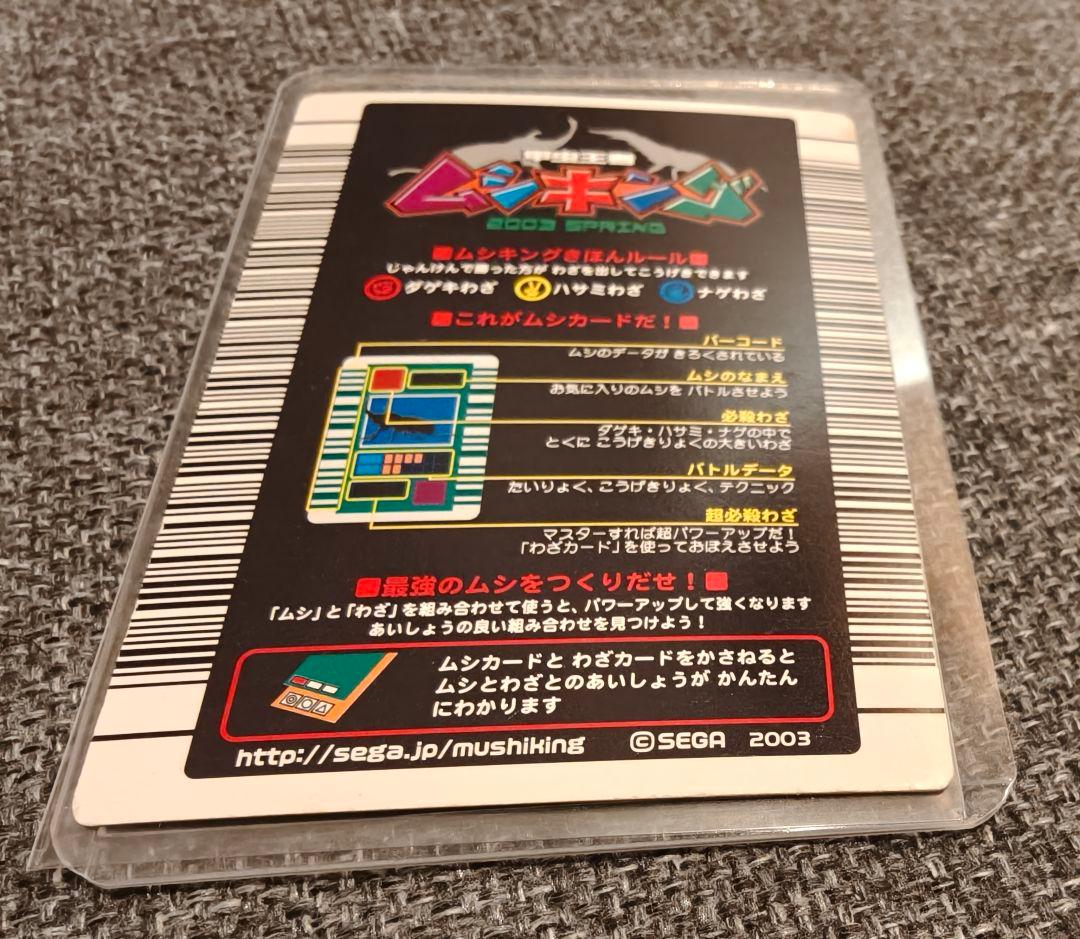 甲虫王者
ムシキング
2003 SPRING
ムシキングきほんルール
じゃんけんで勝った方が わざを出してこうげきできます
ダゲキわざ ハサミわざ ナゲわざ
これがムシカードだ！
バーコード
ムシのデータが きろくされている
ムシのなまえ
お気に入りのムシを バトルさせよう
必殺わざ
ダゲキ・ハサミ・ナゲの中で
とくに こうげきりょくの大きいわざ
バトルデータ
たいりょく、こうげきりょく、テクニック
超必殺わざ
マスターすれば超パワーアップだ！
「わざカード」を使っておぼえさせよう
最強のムシをつくりだせ！
「ムシ」と「わざ」を組み合わせて使うと、パワーアップして強くなります
あいしょうの良い組み合わせを見つけよう！
ムシカードと わざカードをかさねると
ムシとわざとのあいしょうが かんたん
にわかります
http://sega.jp/mushiking ©SEGA 2003